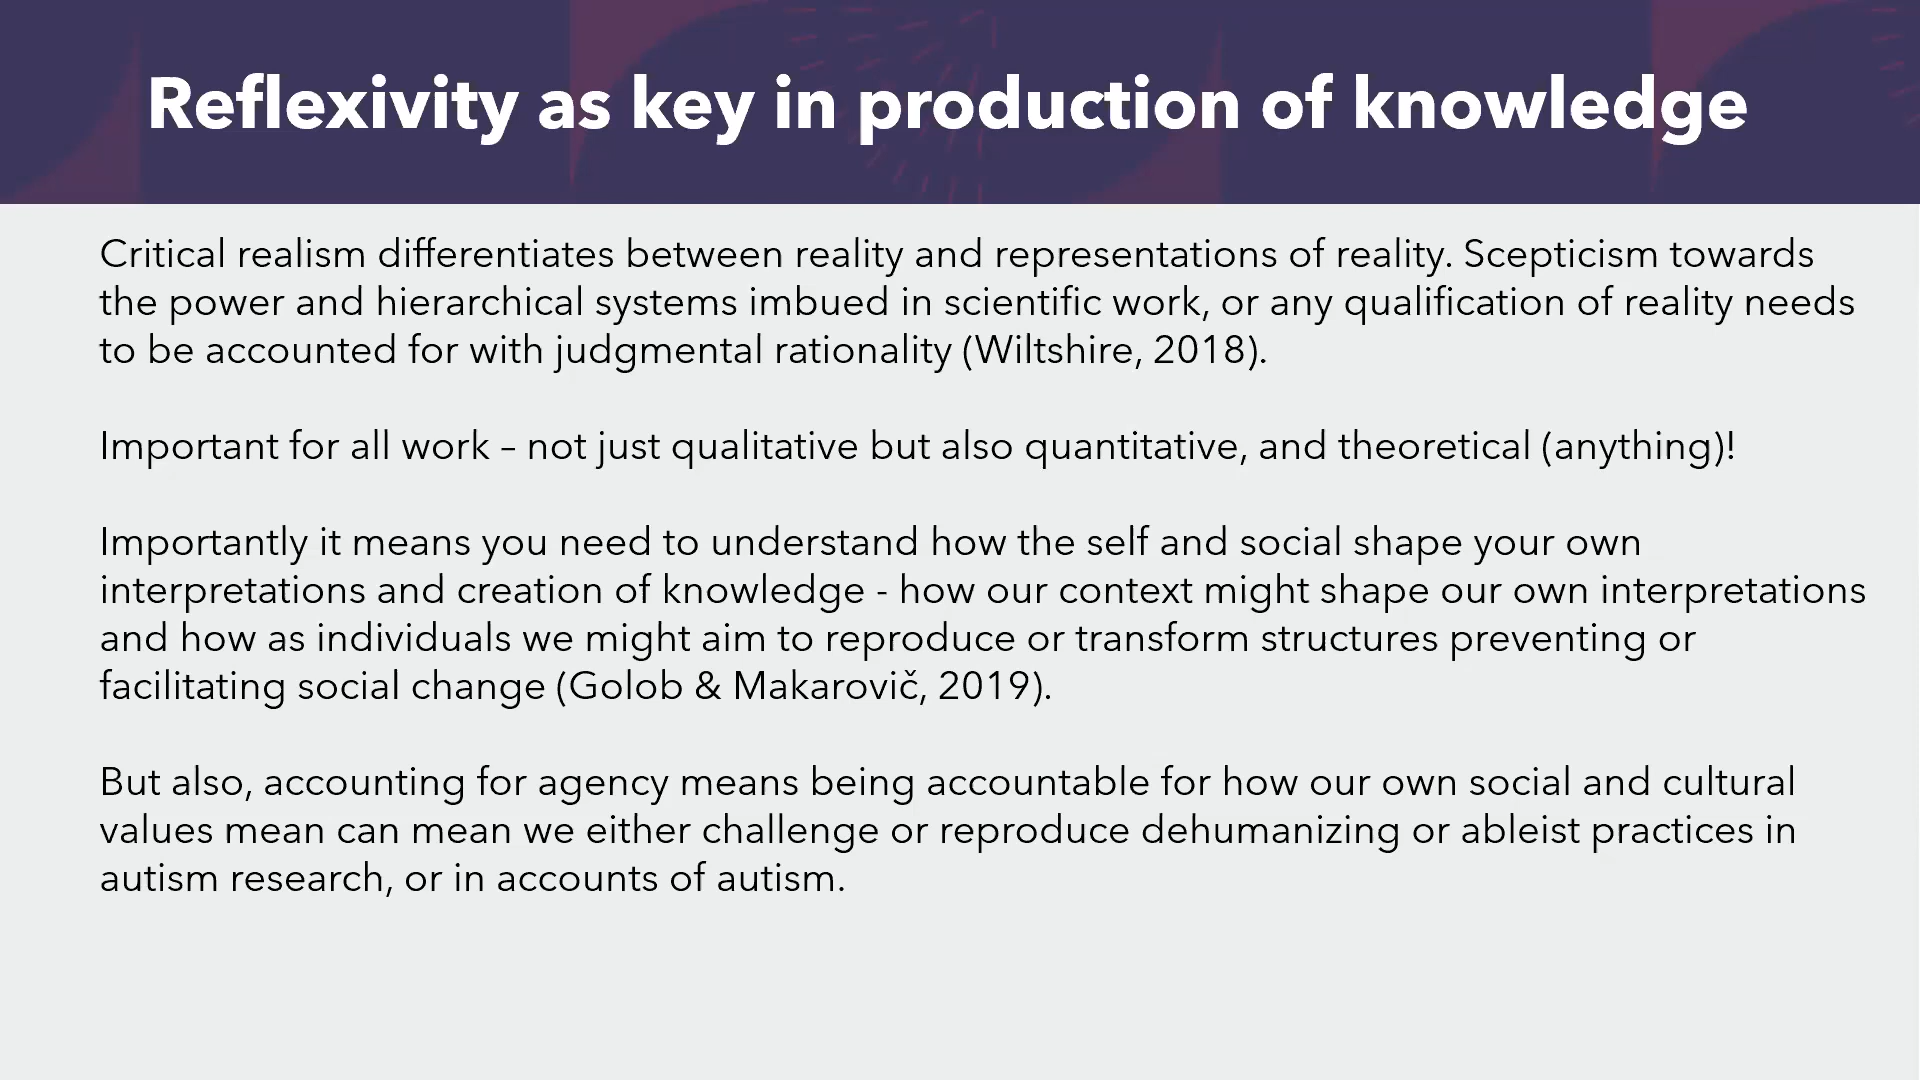 Reflexivity as key in production of knowledge
Critical realism differentiates between reality and representations of reality. Scepticism towards
the power and hierarchical systems imbued in scientific work, or any qualification of reality needs
to be accounted for with judgmental rationality (Wiltshire, 2018).
Important for all work – not just qualitative but also quantitative, and theoretical (anything)!
Importantly it means you need to understand how the self and social shape your own
interpretations and creation of knowledge - how our context might shape our own interpretations
and how as individuals we might aim to reproduce or transform structures preventing or
facilitating social change (Golob & Makarovič, 2019).
But also, accounting for agency means being accountable for how our own social and cultural
values mean can mean we either challenge or reproduce dehumanizing or ableist practices in
autism research, or in accounts of autism.